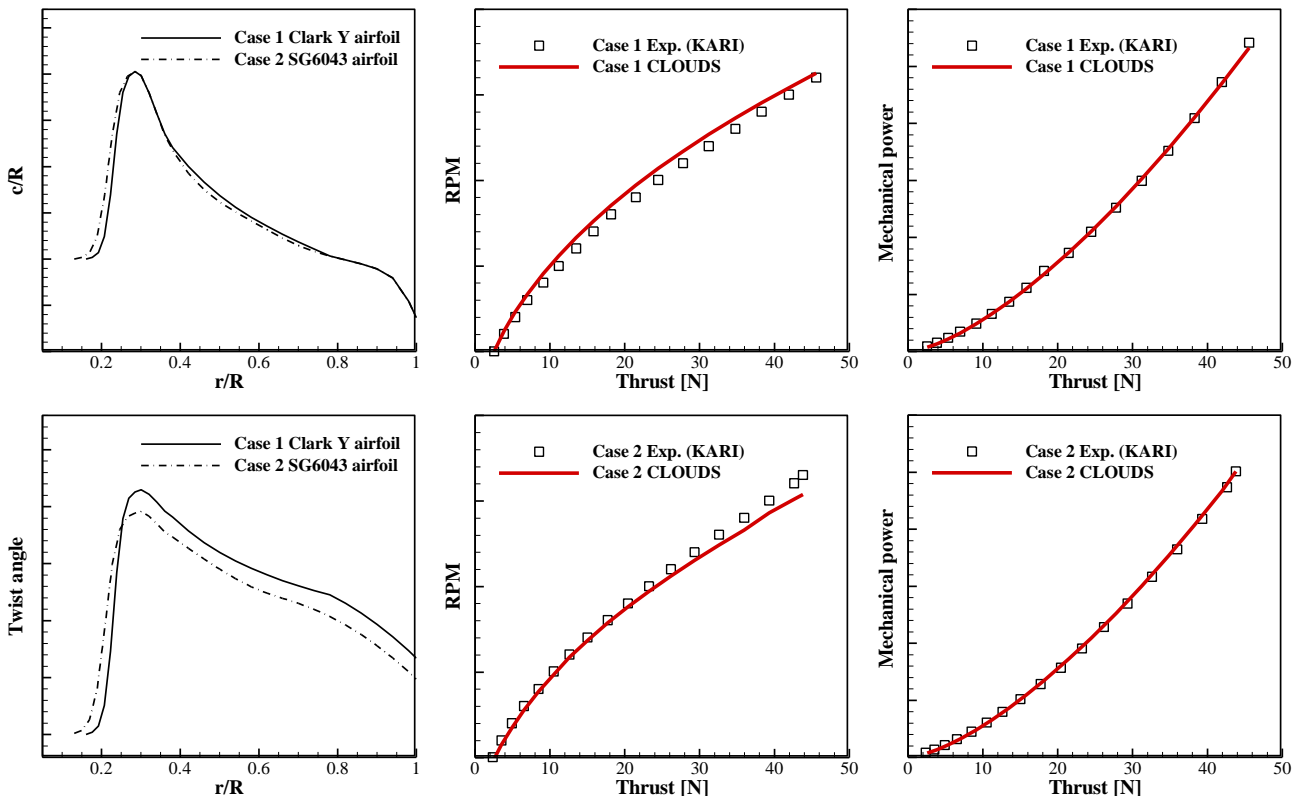 Case 1 Clark Y airfoil
Case 2 SG6043 airfoil
c/R
0.2 0.4 0.6 0.8 1
r/R
Case 1 Exp. (KARI)
Case 1 CLOUDS
RPM
0 10 20 30 40 50
Thrust [N]
Case 1 Exp. (KARI)
Case 1 CLOUDS
Mechanical power
0 10 20 30 40 50
Thrust [N]
Case 1 Clark Y airfoil
Case 2 SG6043 airfoil
Twist angle
0.2 0.4 0.6 0.8 1
r/R
Case 2 Exp. (KARI)
Case 2 CLOUDS
RPM
0 10 20 30 40 50
Thrust [N]
Case 2 Exp. (KARI)
Case 2 CLOUDS
Mechanical power
0 10 20 30 40 50
Thrust [N]